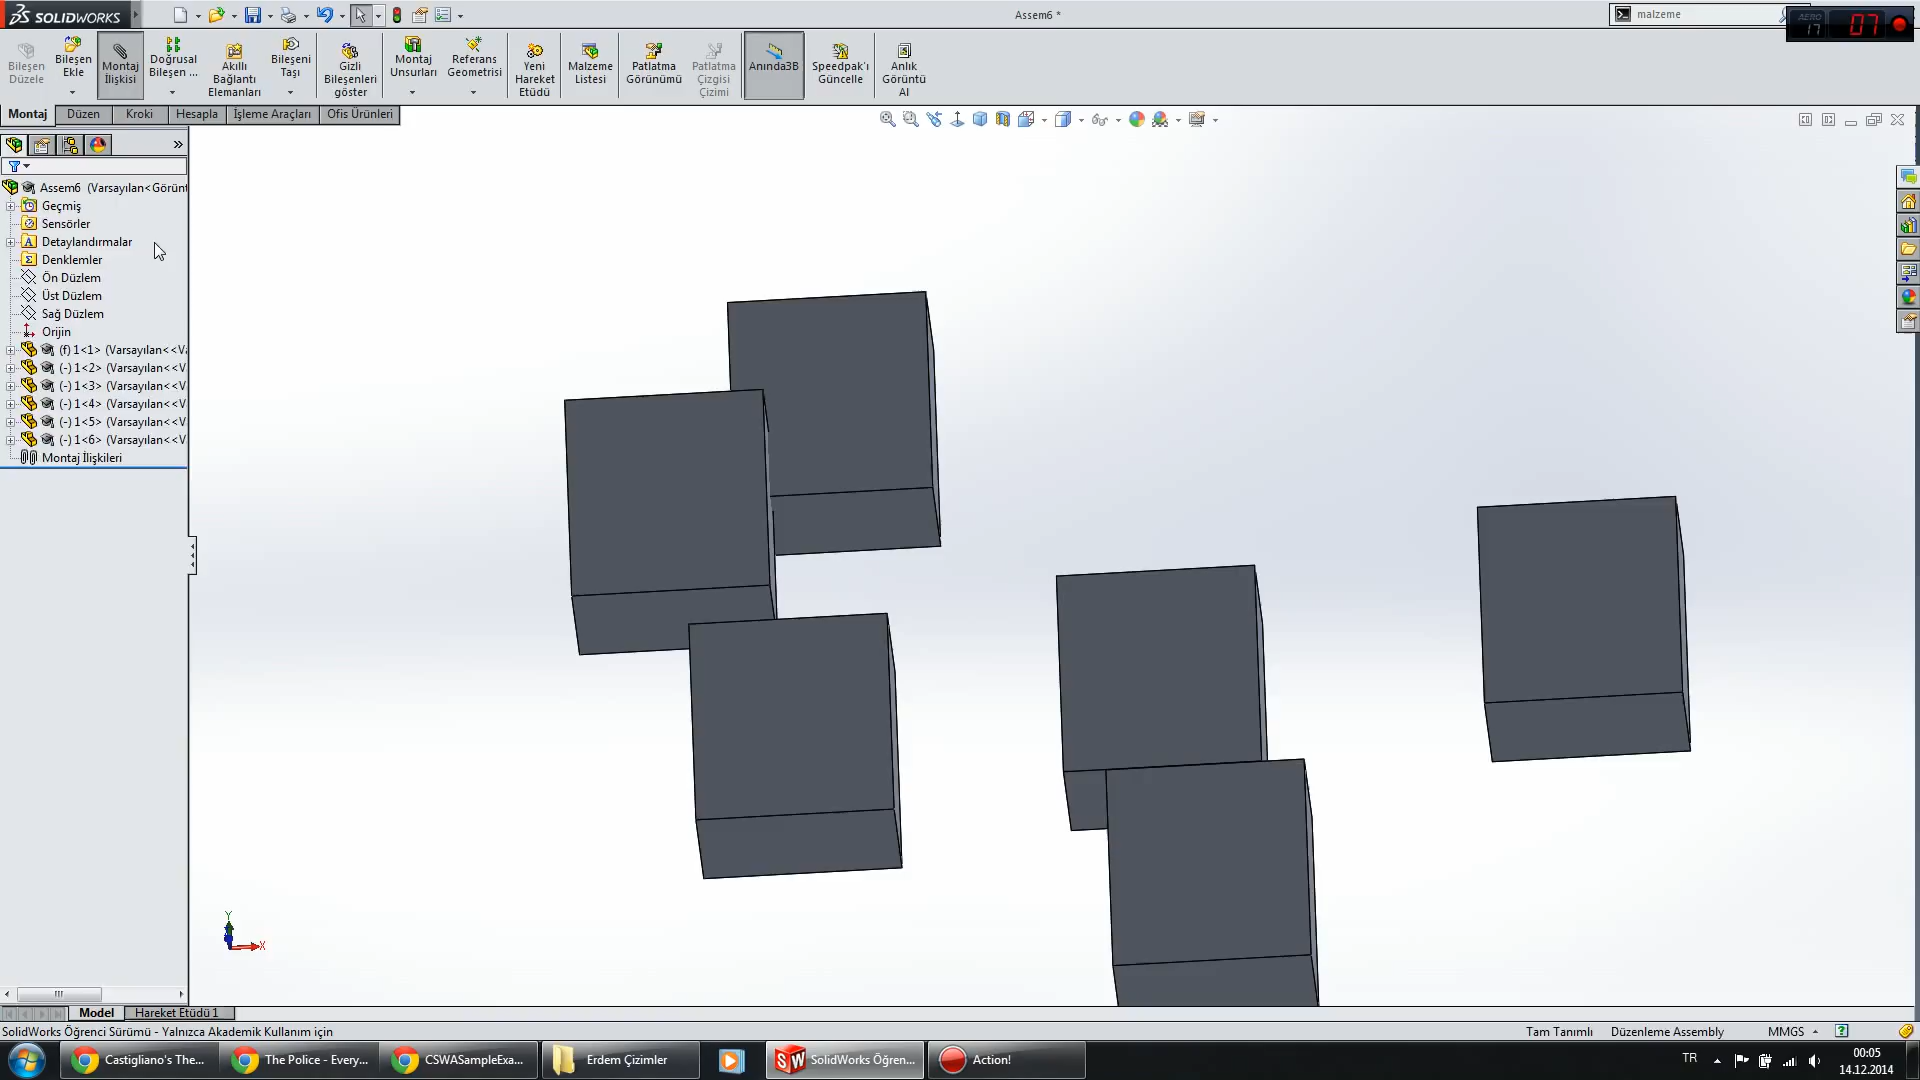 SOLIDWORKS
Assem6 *
malzeme
AERO
17
07
Bileşen Düzele
Bileşen Ekle
Montaj İlişkisi
Doğrusal Bileşen ...
Akıllı Bağlantı Elemanları
Bileşeni Taşı
Gizli Bileşenleri göster
Montaj Unsurları
Referans Geometrisi
Yeni Hareket Etüdü
Malzeme Listesi
Patlatma Görünümü
Patlatma Çizgisi Çizimi
Anında3B
Speedpak'ı Güncelle
Anlık Görüntü Al
Montaj
Düzen
Kroki
Hesapla
İşleme Araçları
Ofis Ürünleri
Assem6 (Varsayılan<Görünt
Geçmiş
Sensörler
Detaylandırmalar
Denklemler
Ön Düzlem
Üst Düzlem
Sağ Düzlem
Orijin
(f) 1<1> (Varsayılan<<Va
(-) 1<2> (Varsayılan<<V
(-) 1<3> (Varsayılan<<V
(-) 1<4> (Varsayılan<<V
(-) 1<5> (Varsayılan<<V
(-) 1<6> (Varsayılan<<V
Montaj İlişkileri
Y
X
Model
Hareket Etüdü 1
SolidWorks Öğrenci Sürümü - Yalnızca Akademik Kullanım için
Tam Tanımlı
Düzenleme Assembly
MMGS
Castigliano's The...
The Police - Every...
CSWASampleExa...
Erdem Çizimler
SolidWorks Öğren...
Action!
TR
00:05
14.12.2014